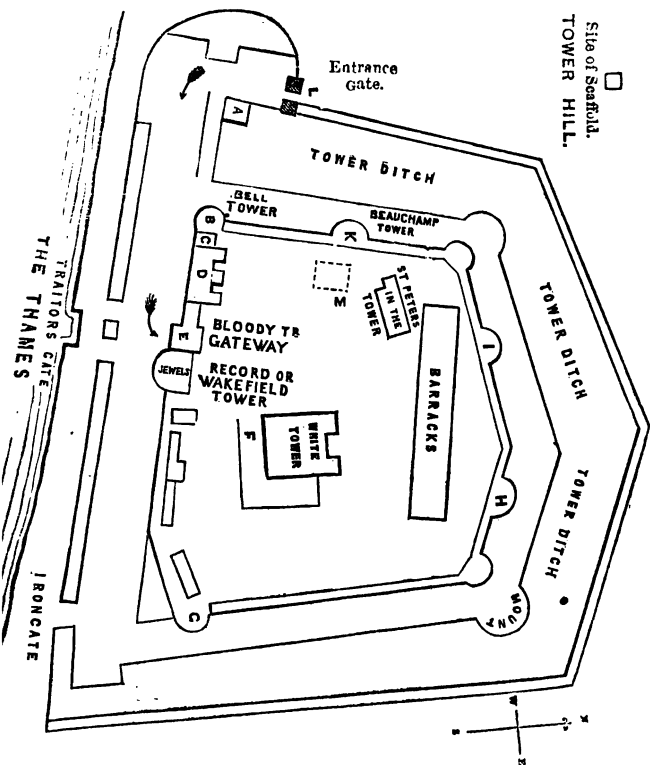 Site of Scaffold.
TOWER HILL.
Entrance
Gate.
L
A
TOWER DITCH
BELL
TOWER
BEAUCHAMP
TOWER
B
C
D
K
M
ST PETERS
IN THE
TOWER
TOWER DITCH
I
E
BLOODY TR
GATEWAY
JEWELS
RECORD OR
WAKEFIELD
TOWER
BARRACKS
WHITE
TOWER
F
H
TOWER DITCH
MOUNT
G
TRAITORS GATE
THE THAMES
IRONGATE
N
W
S
E